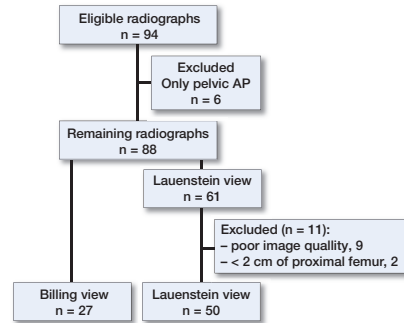 Eligible radiographs
n = 94
Excluded
Only pelvic AP
n = 6
Remaining radiographs
n = 88
Lauenstein view
n = 61
Excluded (n = 11):
– poor image quallity, 9
– < 2 cm of proximal femur, 2
Billing view
n = 27
Lauenstein view
n = 50